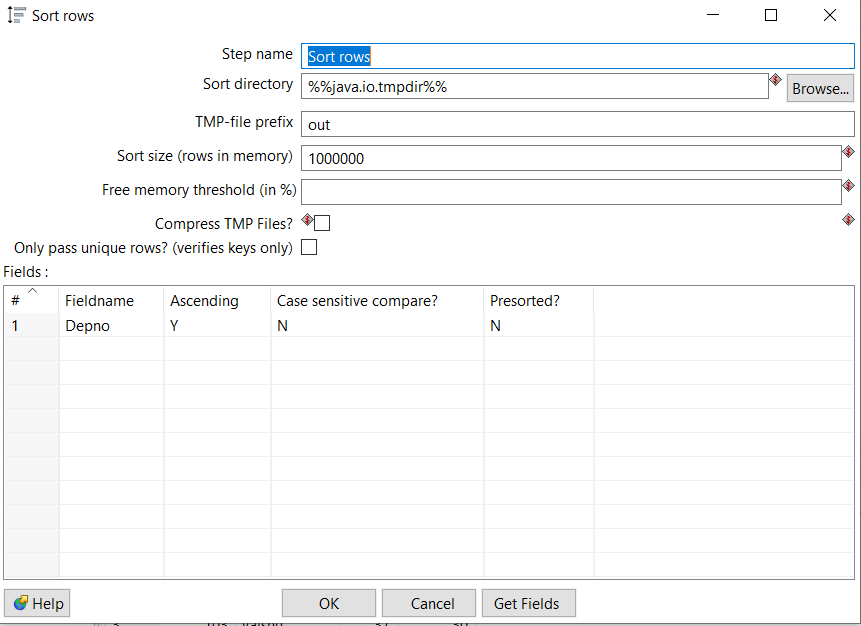 Sort rows
Step name Sort rows
Sort directory %%java.io.tmpdir%% Browse...
TMP-file prefix out
Sort size (rows in memory) 1000000
Free memory threshold (in %)
Compress TMP Files?
Only pass unique rows? (verifies keys only)
Fields :
# Fieldname Ascending Case sensitive compare? Presorted?
1 Depno Y N N
Help OK Cancel Get Fields